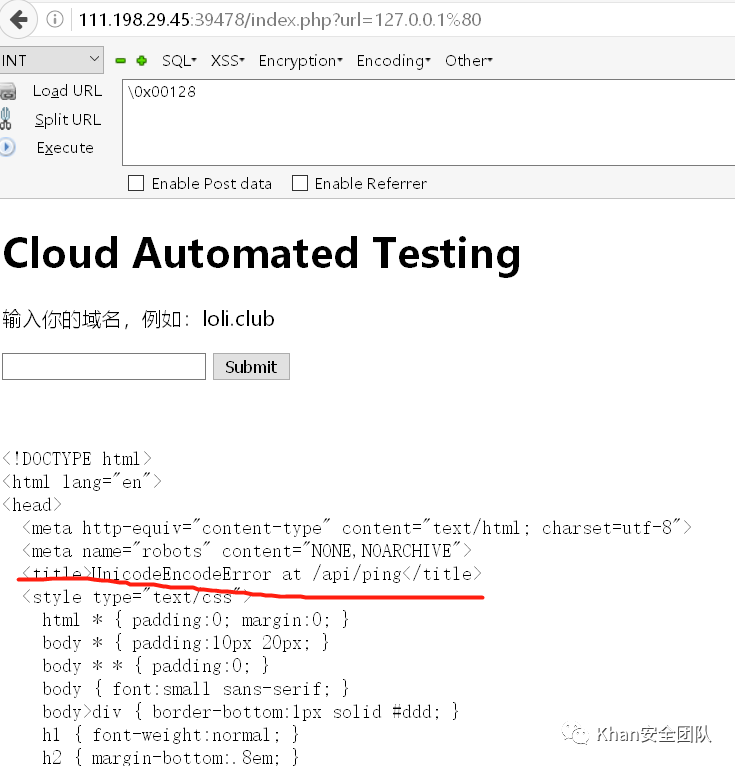 111.198.29.45:39478/index.php?url=127.0.0.1%80
INT SQL XSS Encryption Encoding Other
Load URL
Split URL
Execute
\0x00128
Enable Post data Enable Referrer
Cloud Automated Testing
输入你的域名，例如：loli.club
Submit
<!DOCTYPE html>
<html lang="en">
<head>
<meta http-equiv="content-type" content="text/html; charset=utf-8">
<meta name="robots" content="NONE,NOARCHIVE">
<title>UnicodeEncodeError at /api/ping</title>
<style type="text/css">
html * { padding:0; margin:0; }
body * { padding:10px 20px; }
body * * { padding:0; }
body { font:small sans-serif; }
body>div { border-bottom:1px solid #ddd; }
h1 { font-weight:normal; }
h2 { margin-bottom:.8em; }
Khan安全团队